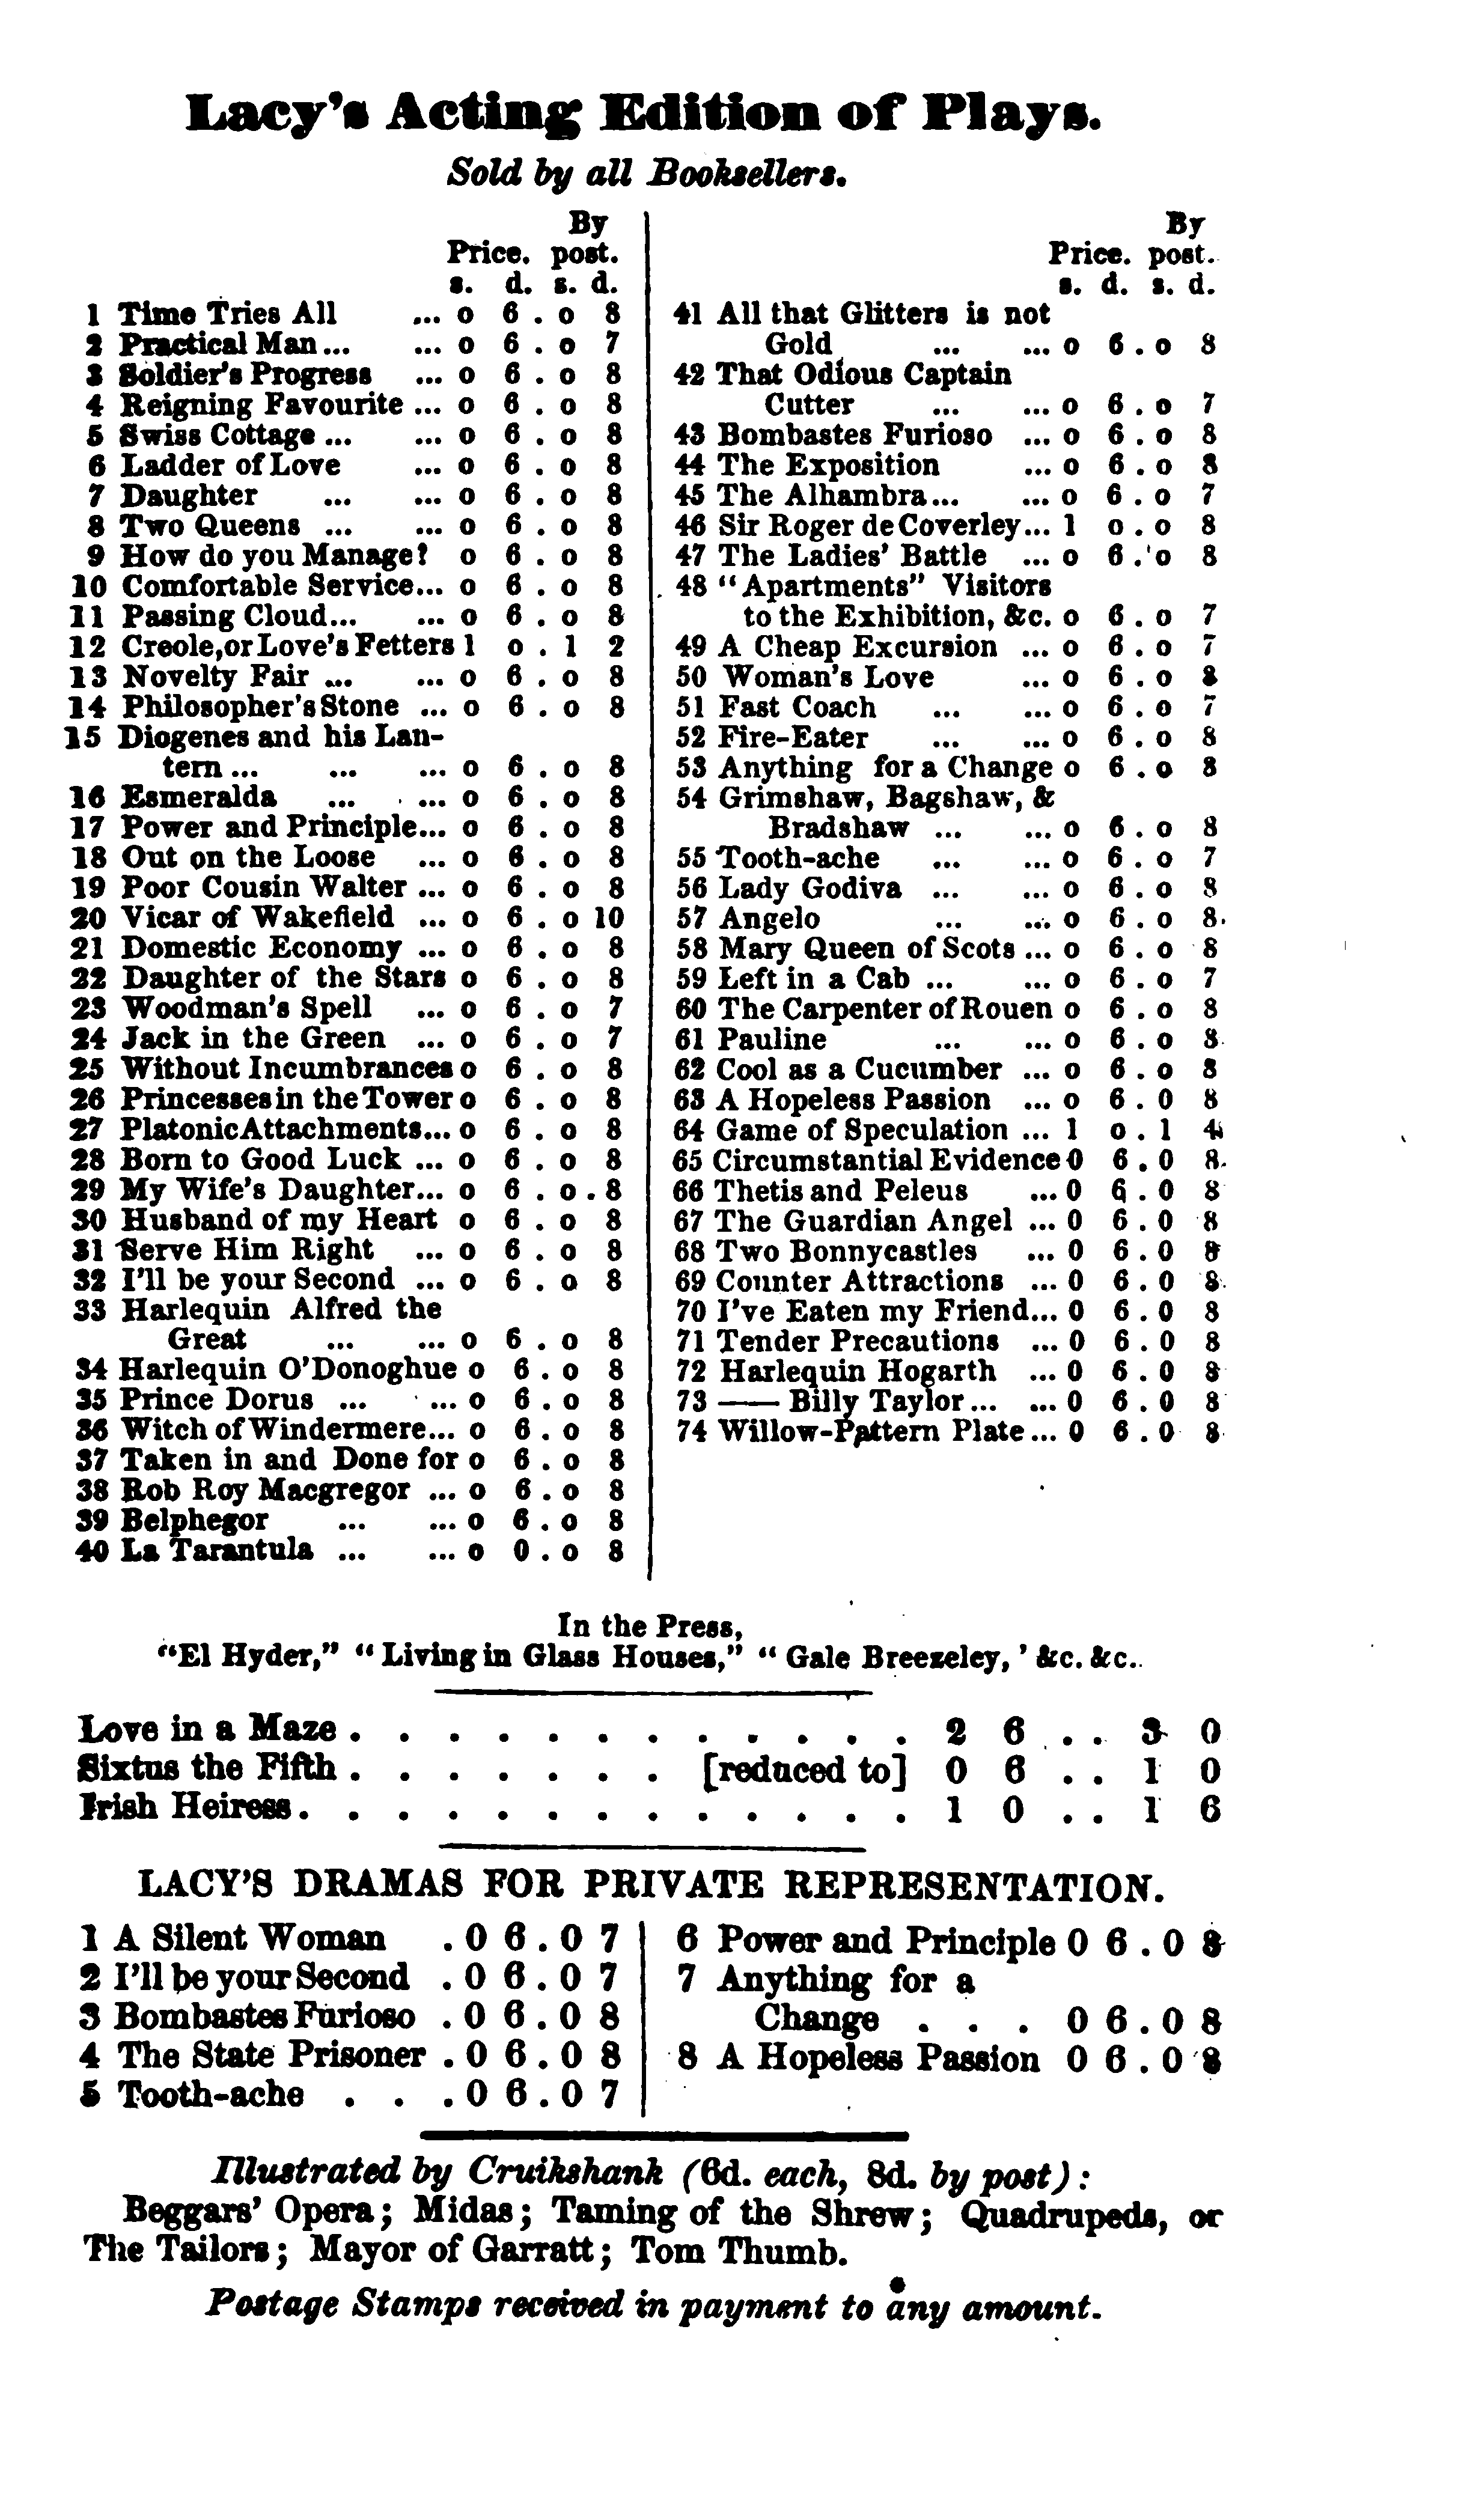 Lacy's Acting Edition of Plays.
Sold by all Booksellers.
By
Price. post.
s. d. s. d.
1 Time Tries All ... o 6 . o 8
2 Practical Man ... ... o 6 . o 7
3 Soldier's Progress ... o 6 . o 8
4 Reigning Favourite ... o 6 . o 8
5 Swiss Cottage ... ... o 6 . o 8
6 Ladder of Love ... o 6 . o 8
7 Daughter ... ... o 6 . o 8
8 Two Queens ... ... o 6 . o 8
9 How do you Manage? o 6 . o 8
10 Comfortable Service... o 6 . o 8
11 Passing Cloud... ... o 6 . o 8
12 Creole, or Love's Fetters 1 o . 1 2
13 Novelty Fair ... ... o 6 . o 8
14 Philosopher's Stone ... o 6 . o 8
15 Diogenes and his Lan-
tern ... ... ... o 6 . o 8
16 Esmeralda ... ... o 6 . o 8
17 Power and Principle... o 6 . o 8
18 Out on the Loose ... o 6 . o 8
19 Poor Cousin Walter ... o 6 . o 8
20 Vicar of Wakefield ... o 6 . o 10
21 Domestic Economy ... o 6 . o 8
22 Daughter of the Stars o 6 . o 8
23 Woodman's Spell ... o 6 . o 7
24 Jack in the Green ... o 6 . o 7
25 Without Incumbrances o 6 . o 8
26 Princesses in the Tower o 6 . o 8
27 Platonic Attachments... o 6 . o 8
28 Born to Good Luck ... o 6 . o 8
29 My Wife's Daughter... o 6 . o . 8
30 Husband of my Heart o 6 . o 8
31 Serve Him Right ... o 6 . o 8
32 I'll be your Second ... o 6 . o 8
33 Harlequin Alfred the
Great ... ... o 6 . o 8
34 Harlequin O'Donoghue o 6 . o 8
35 Prince Dorus ... ... o 6 . o 8
36 Witch of Windermere... o 6 . o 8
37 Taken in and Done for o 6 . o 8
38 Rob Roy Macgregor ... o 6 . o 8
39 Belphegor ... ... o 6 . o 8
40 La Tarantula ... ... o 0 . o 8
By
Price. post.
s. d. s. d.
41 All that Glitters is not
Gold ... ... o 6 . o 8
42 That Odious Captain
Cutter ... ... o 6 . o 7
43 Bombastes Furioso ... o 6 . o 8
44 The Exposition ... o 6 . o 8
45 The Alhambra... ... o 6 . o 7
46 Sir Roger de Coverley... 1 o . o 8
47 The Ladies' Battle ... o 6 . o 8
48 "Apartments" Visitors
to the Exhibition, &c. o 6 . o 7
49 A Cheap Excursion ... o 6 . o 7
50 Woman's Love ... o 6 . o 8
51 Fast Coach ... ... o 6 . o 7
52 Fire-Eater ... ... o 6 . o 8
53 Anything for a Change o 6 . o 8
54 Grimshaw, Bagshaw, &
Bradshaw ... ... o 6 . o 8
55 Tooth-ache ... ... o 6 . o 7
56 Lady Godiva ... ... o 6 . o 8
57 Angelo ... ... o 6 . o 8
58 Mary Queen of Scots ... o 6 . o 8
59 Left in a Cab ... ... o 6 . o 7
60 The Carpenter of Rouen o 6 . o 8
61 Pauline ... ... o 6 . o 8
62 Cool as a Cucumber ... o 6 . o 8
63 A Hopeless Passion ... o 6 . 0 8
64 Game of Speculation ... 1 o . 1 4
65 Circumstantial Evidence 0 6 . 0 8
66 Thetis and Peleus ... 0 6 . 0 8
67 The Guardian Angel ... 0 6 . 0 8
68 Two Bonnycastles ... 0 6 . 0 8
69 Counter Attractions ... 0 6 . 0 8
70 I've Eaten my Friend... 0 6 . 0 8
71 Tender Precautions ... 0 6 . 0 8
72 Harlequin Hogarth ... 0 6 . 0 8
73 —— Billy Taylor ... ... 0 6 . 0 8
74 Willow-Pattern Plate ... 0 6 . 0 8
In the Press,
"El Hyder," "Living in Glass Houses," "Gale Breezeley,' &c. &c.
Love in a Maze . . . . . . . . . . . . 2 6 . . 3 0
Sixtus the Fifth . . . . . . . [reduced to] 0 6 . . 1 0
Irish Heiress . . . . . . . . . . . . . 1 0 . . 1 6
LACY'S DRAMAS FOR PRIVATE REPRESENTATION.
1 A Silent Woman . 0 6 . 0 7
2 I'll be your Second . 0 6 . 0 7
3 Bombastes Furioso . 0 6 . 0 8
4 The State Prisoner . 0 6 . 0 8
5 Tooth-ache . . . 0 6 . 0 7
6 Power and Principle 0 6 . 0 8
7 Anything for a
Change . . . 0 6 . 0 8
8 A Hopeless Passion 0 6 . 0 8
Illustrated by Cruikshank (6d. each, 8d. by post):
Beggars' Opera; Midas; Taming of the Shrew; Quadrupeds, or
The Tailors; Mayor of Garratt; Tom Thumb.
Postage Stamps received in payment to any amount.